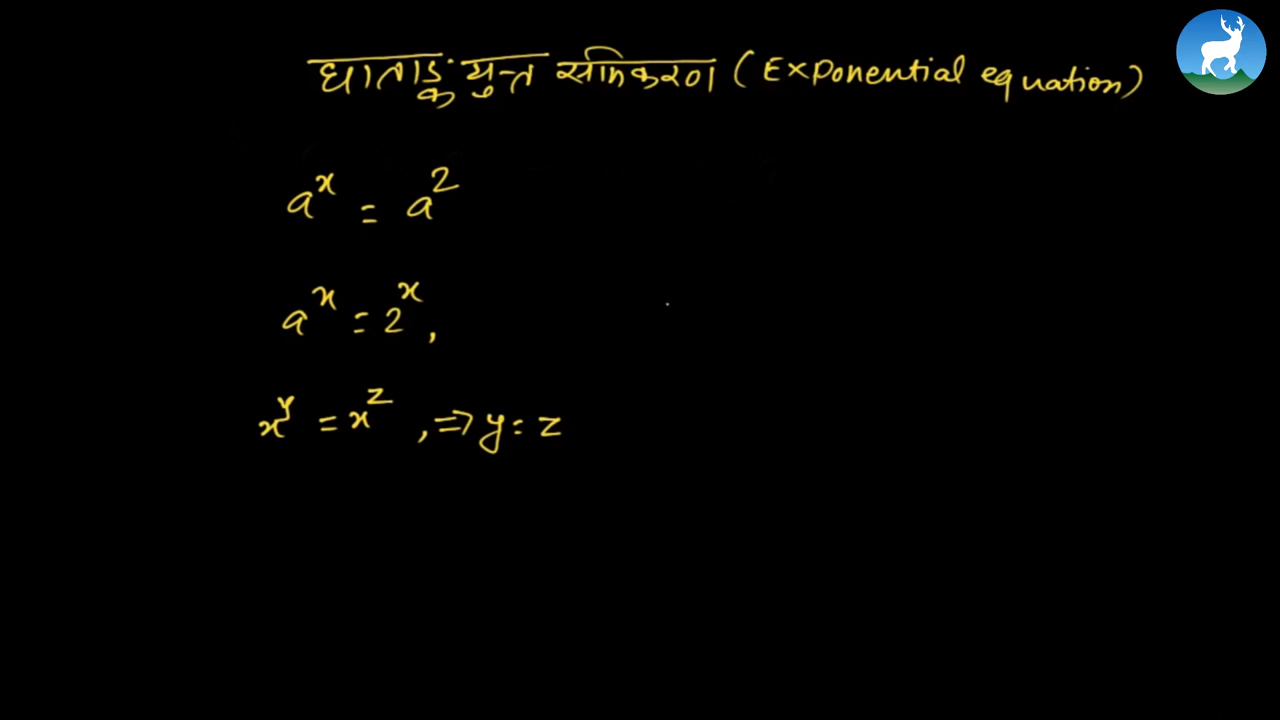 घाताङ्क युक्त समिकरण (Exponential equation)
a^x = a^2
a^x = 2^x,
x^y = x^z , ⇒ y = z